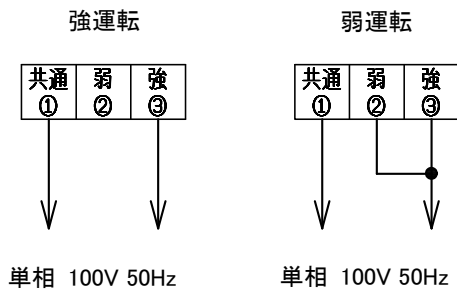 強運転
共通 弱 強
① ② ③
単相 100V 50Hz
弱運転
共通 弱 強
① ② ③
単相 100V 50Hz